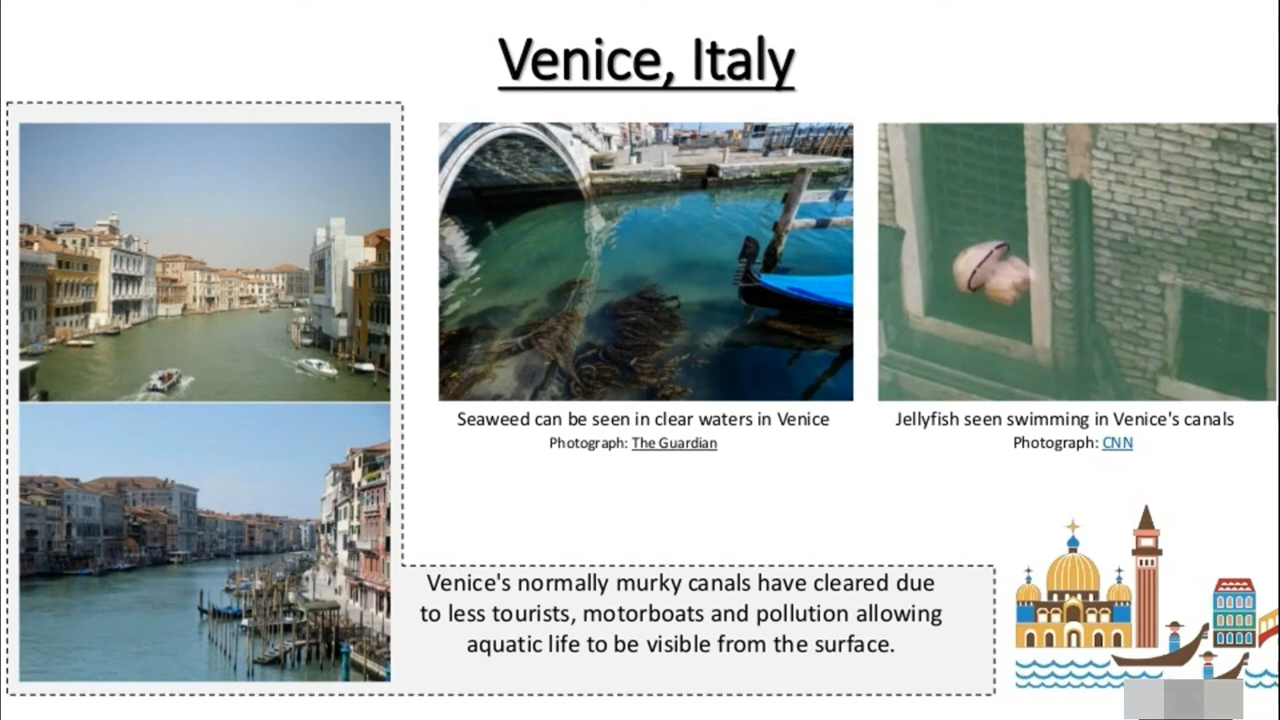 Venice, Italy
Seaweed can be seen in clear waters in Venice
Photograph: The Guardian
Jellyfish seen swimming in Venice's canals
Photograph: CNN
Venice's normally murky canals have cleared due
to less tourists, motorboats and pollution allowing
aquatic life to be visible from the surface.